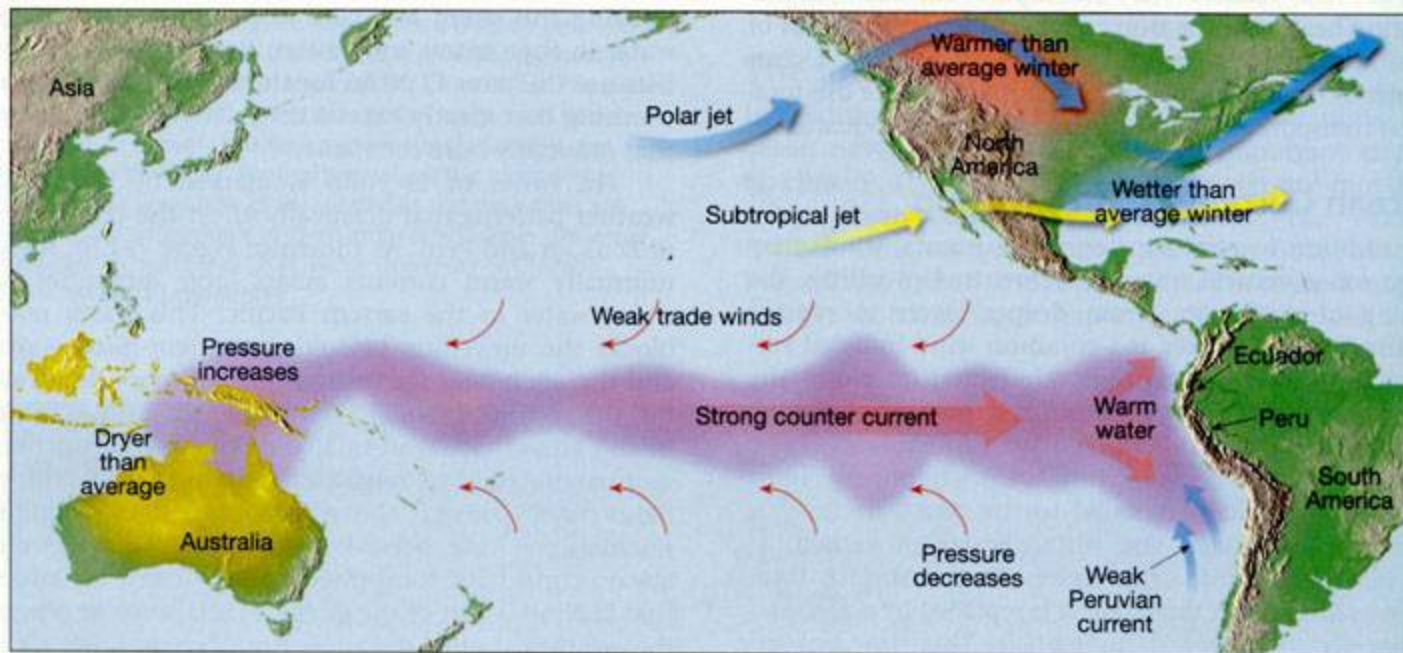 Asia
Polar jet
Warmer than
average winter
North
America
Subtropical jet
Wetter than
average winter
Weak trade winds
Pressure
increases
Ecuador
Strong counter current
Warm
water
Peru
Dryer
than
average
South
America
Australia
Pressure
decreases
Weak
Peruvian
current